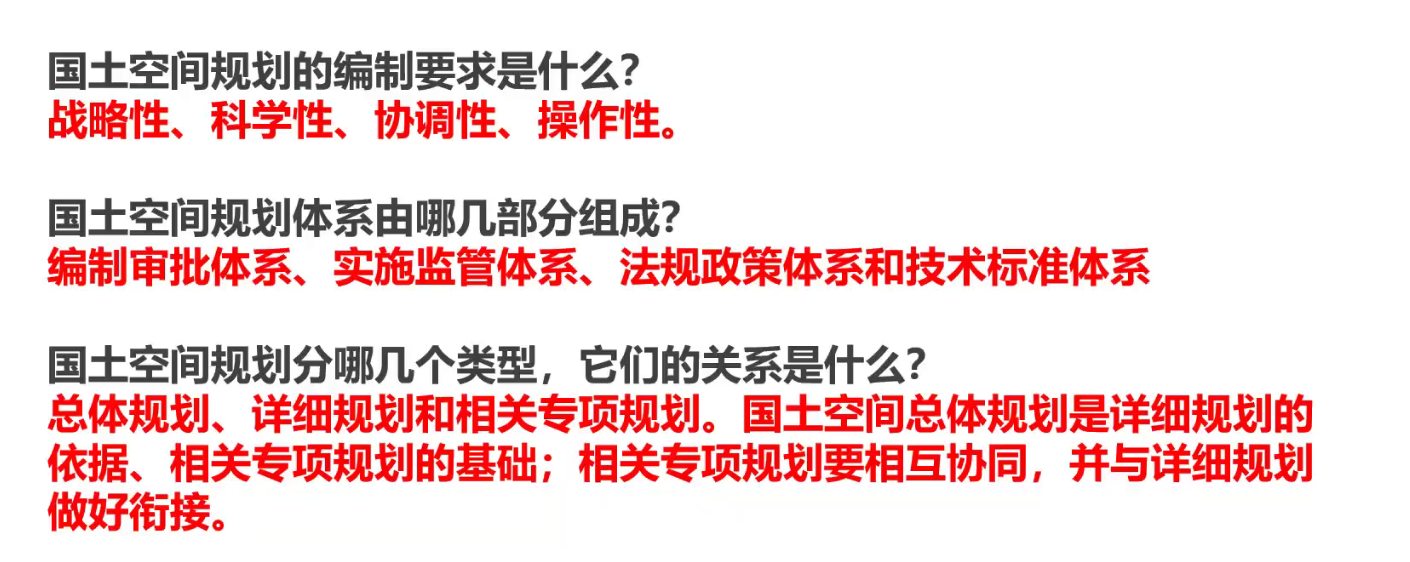 国土空间规划的编制要求是什么？
战略性、科学性、协调性、操作性。
国土空间规划体系由哪几部分组成？
编制审批体系、实施监管体系、法规政策体系和技术标准体系
国土空间规划分哪几个类型，它们的关系是什么？
总体规划、详细规划和相关专项规划。国土空间总体规划是详细规划的
依据、相关专项规划的基础；相关专项规划要相互协同，并与详细规划
做好衔接。